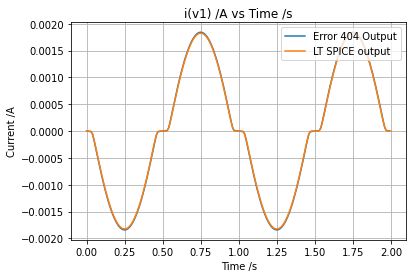 i(v1) /A vs Time /s
Error 404 Output
LT SPICE output
0.0020
0.0015
0.0010
0.0005
0.0000
−0.0005
−0.0010
−0.0015
−0.0020
Current /A
0.00 0.25 0.50 0.75 1.00 1.25 1.50 1.75 2.00
Time /s